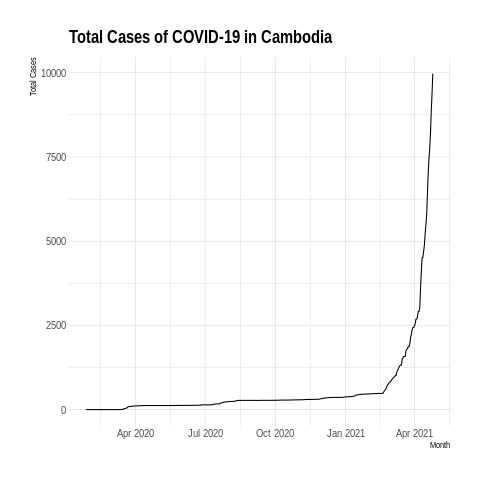 Total Cases of COVID-19 in Cambodia
Total Cases
10000
7500
5000
2500
0
Apr 2020 Jul 2020 Oct 2020 Jan 2021 Apr 2021
Month